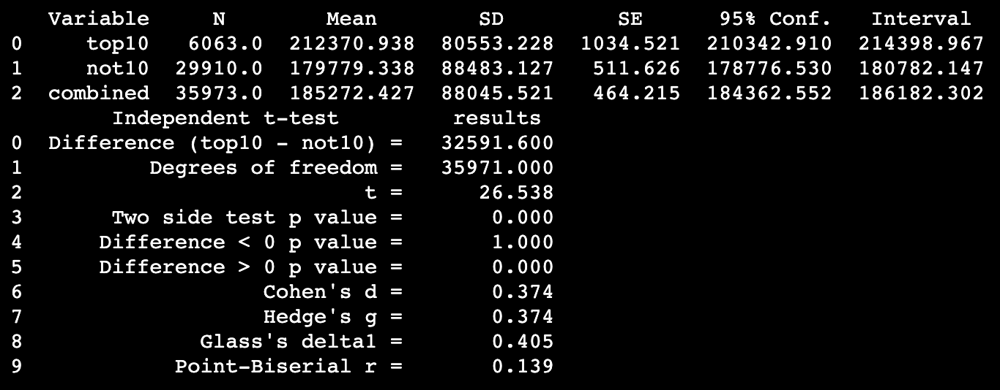 Variable N Mean SD SE 95% Conf. Interval
0 top10 6063.0 212370.938 80553.228 1034.521 210342.910 214398.967
1 not10 29910.0 179779.338 88483.127 511.626 178776.530 180782.147
2 combined 35973.0 185272.427 88045.521 464.215 184362.552 186182.302
Independent t-test results
0 Difference (top10 - not10) = 32591.600
1 Degrees of freedom = 35971.000
2 t = 26.538
3 Two side test p value = 0.000
4 Difference < 0 p value = 1.000
5 Difference > 0 p value = 0.000
6 Cohen's d = 0.374
7 Hedge's g = 0.374
8 Glass's delta1 = 0.405
9 Point-Biserial r = 0.139